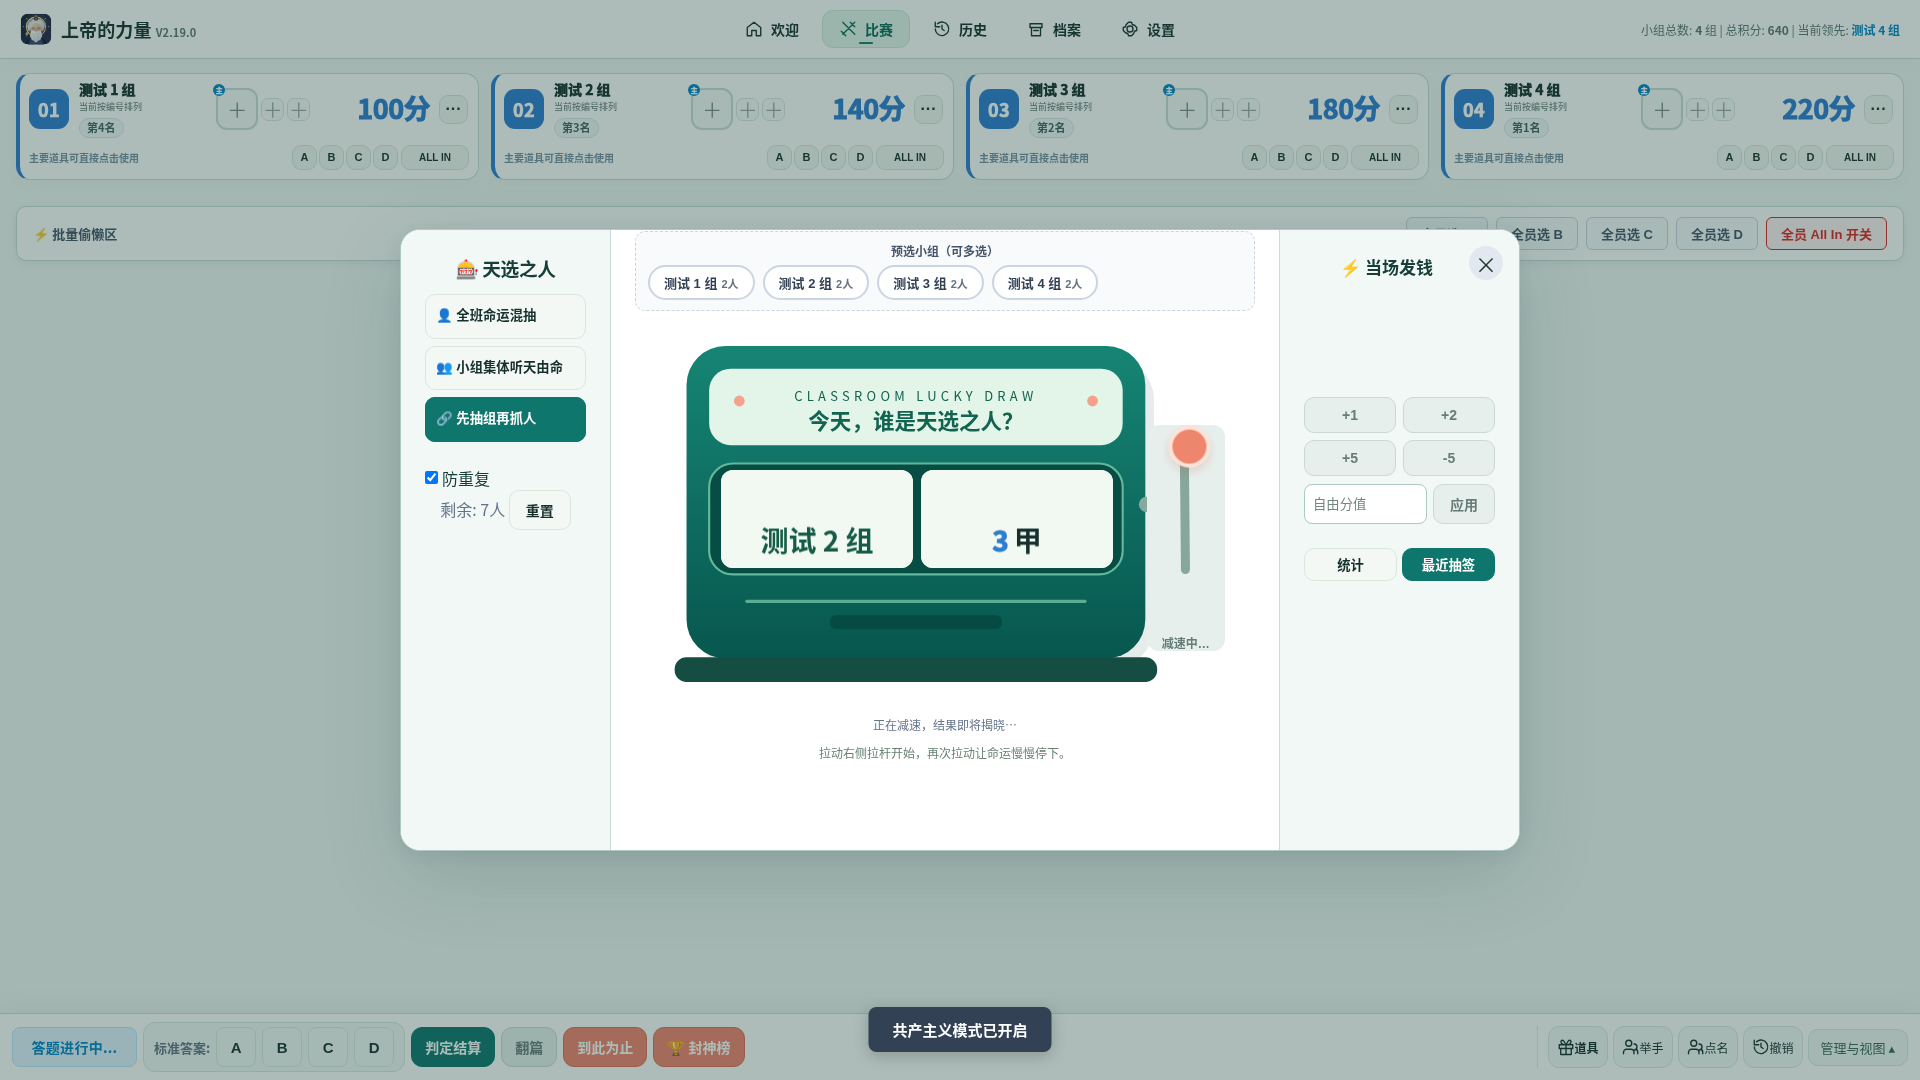 上帝的力量 V2.19.0
欢迎
比赛
历史
档案
设置
小组总数: 4 组 | 总积分: 640 | 当前领先: 测试 4 组
01
测试 1 组
当前按编号排列
第4名
主
100分
主要道具可直接点击使用
A B C D ALL IN
02
测试 2 组
当前按编号排列
第3名
主
140分
主要道具可直接点击使用
A B C D ALL IN
03
测试 3 组
当前按编号排列
第2名
主
180分
主要道具可直接点击使用
A B C D ALL IN
04
测试 4 组
当前按编号排列
第1名
主
220分
主要道具可直接点击使用
A B C D ALL IN
⚡ 批量偷懒区
全员选 B
全员选 C
全员选 D
全员 All In 开关
🎰 天选之人
👤 全班命运混抽
👥 小组集体听天由命
🔗 先抽组再抓人
防重复
剩余: 7人
重置
预选小组（可多选）
测试 1 组 2人
测试 2 组 2人
测试 3 组 2人
测试 4 组 2人
CLASSROOM LUCKY DRAW
今天，谁是天选之人？
测试 2 组
3 甲
减速中...
正在减速，结果即将揭晓…
拉动右侧拉杆开始，再次拉动让命运慢慢停下。
⚡ 当场发钱
+1
+2
+5
-5
自由分值
应用
统计
最近抽签
共产主义模式已开启
答题进行中...
标准答案:
A B C D
判定结算
翻篇
到此为止
🏆 封神榜
道具
举手
点名
撤销
管理与视图 ▴